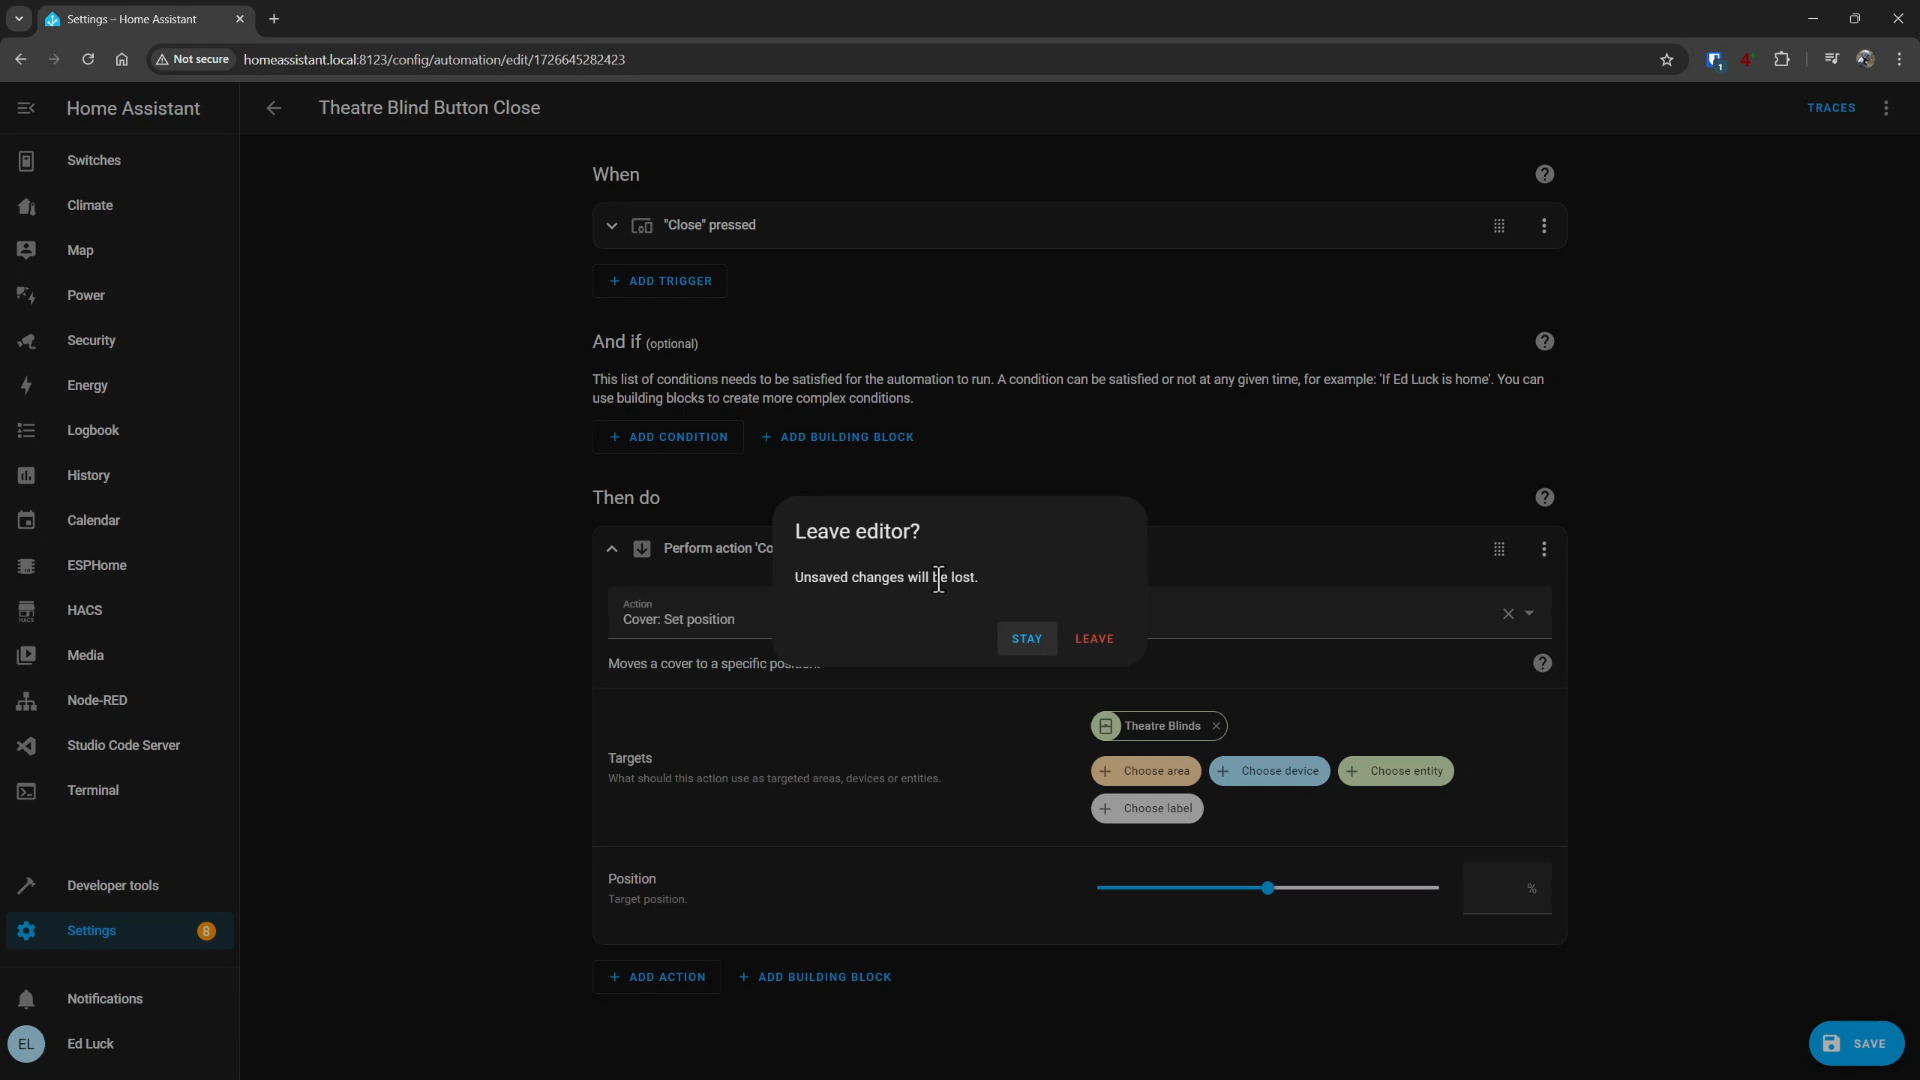 Settings – Home Assistant
Not secure
homeassistant.local:8123/config/automation/edit/1726645282423
1
4
Home Assistant
Theatre Blind Button Close
TRACES
Switches
Climate
Map
Power
Security
Energy
Logbook
History
Calendar
ESPHome
HACS
HACS
Media
Node-RED
Studio Code Server
Terminal
Developer tools
Settings
8
Notifications
EL
Ed Luck
When
"Close" pressed
ADD TRIGGER
And if (optional)
This list of conditions needs to be satisfied for the automation to run. A condition can be satisfied or not at any given time, for example: 'If Ed Luck is home'. You can
use building blocks to create more complex conditions.
ADD CONDITION
ADD BUILDING BLOCK
Then do
Perform action 'Co
Leave editor?
Unsaved changes will be lost.
STAY
LEAVE
Action
Cover: Set position
Moves a cover to a specific
Targets
What should this action use as targeted areas, devices or entities.
Theatre Blinds
Choose area
Choose device
Choose entity
Choose label
Position
Target position.
%
ADD ACTION
ADD BUILDING BLOCK
SAVE